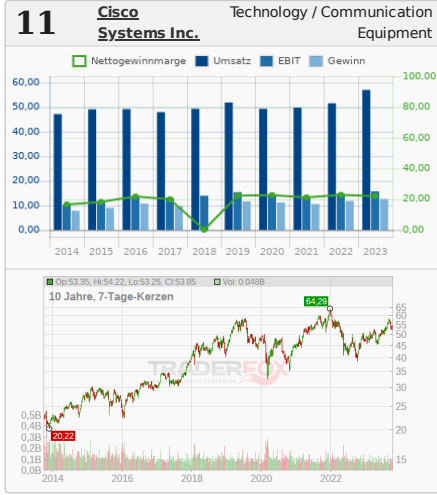 11
Cisco
Systems Inc.
Technology / Communication
Equipment
Nettogewinnmarge Umsatz EBIT Gewinn
60,00 100,00
50,00 80,00
40,00
30,00 60,00
20,00 40,00
10,00 20,00
0,00 0,00
2014 2015 2016 2017 2018 2019 2020 2021 2022 2023
Op:53.35, Hi:54.22, Lo:53.25, Cl:53.85 Vol: 0.048B
10 Jahre, 7-Tage-Kerzen
64,29
65
60
55
50
45
40
TRADERFOX
35
30
25
0,5B
0,4B
20,22
20
0,3B
0,2B
0,1B
15
0,0B
2014 2016 2018 2020 2022